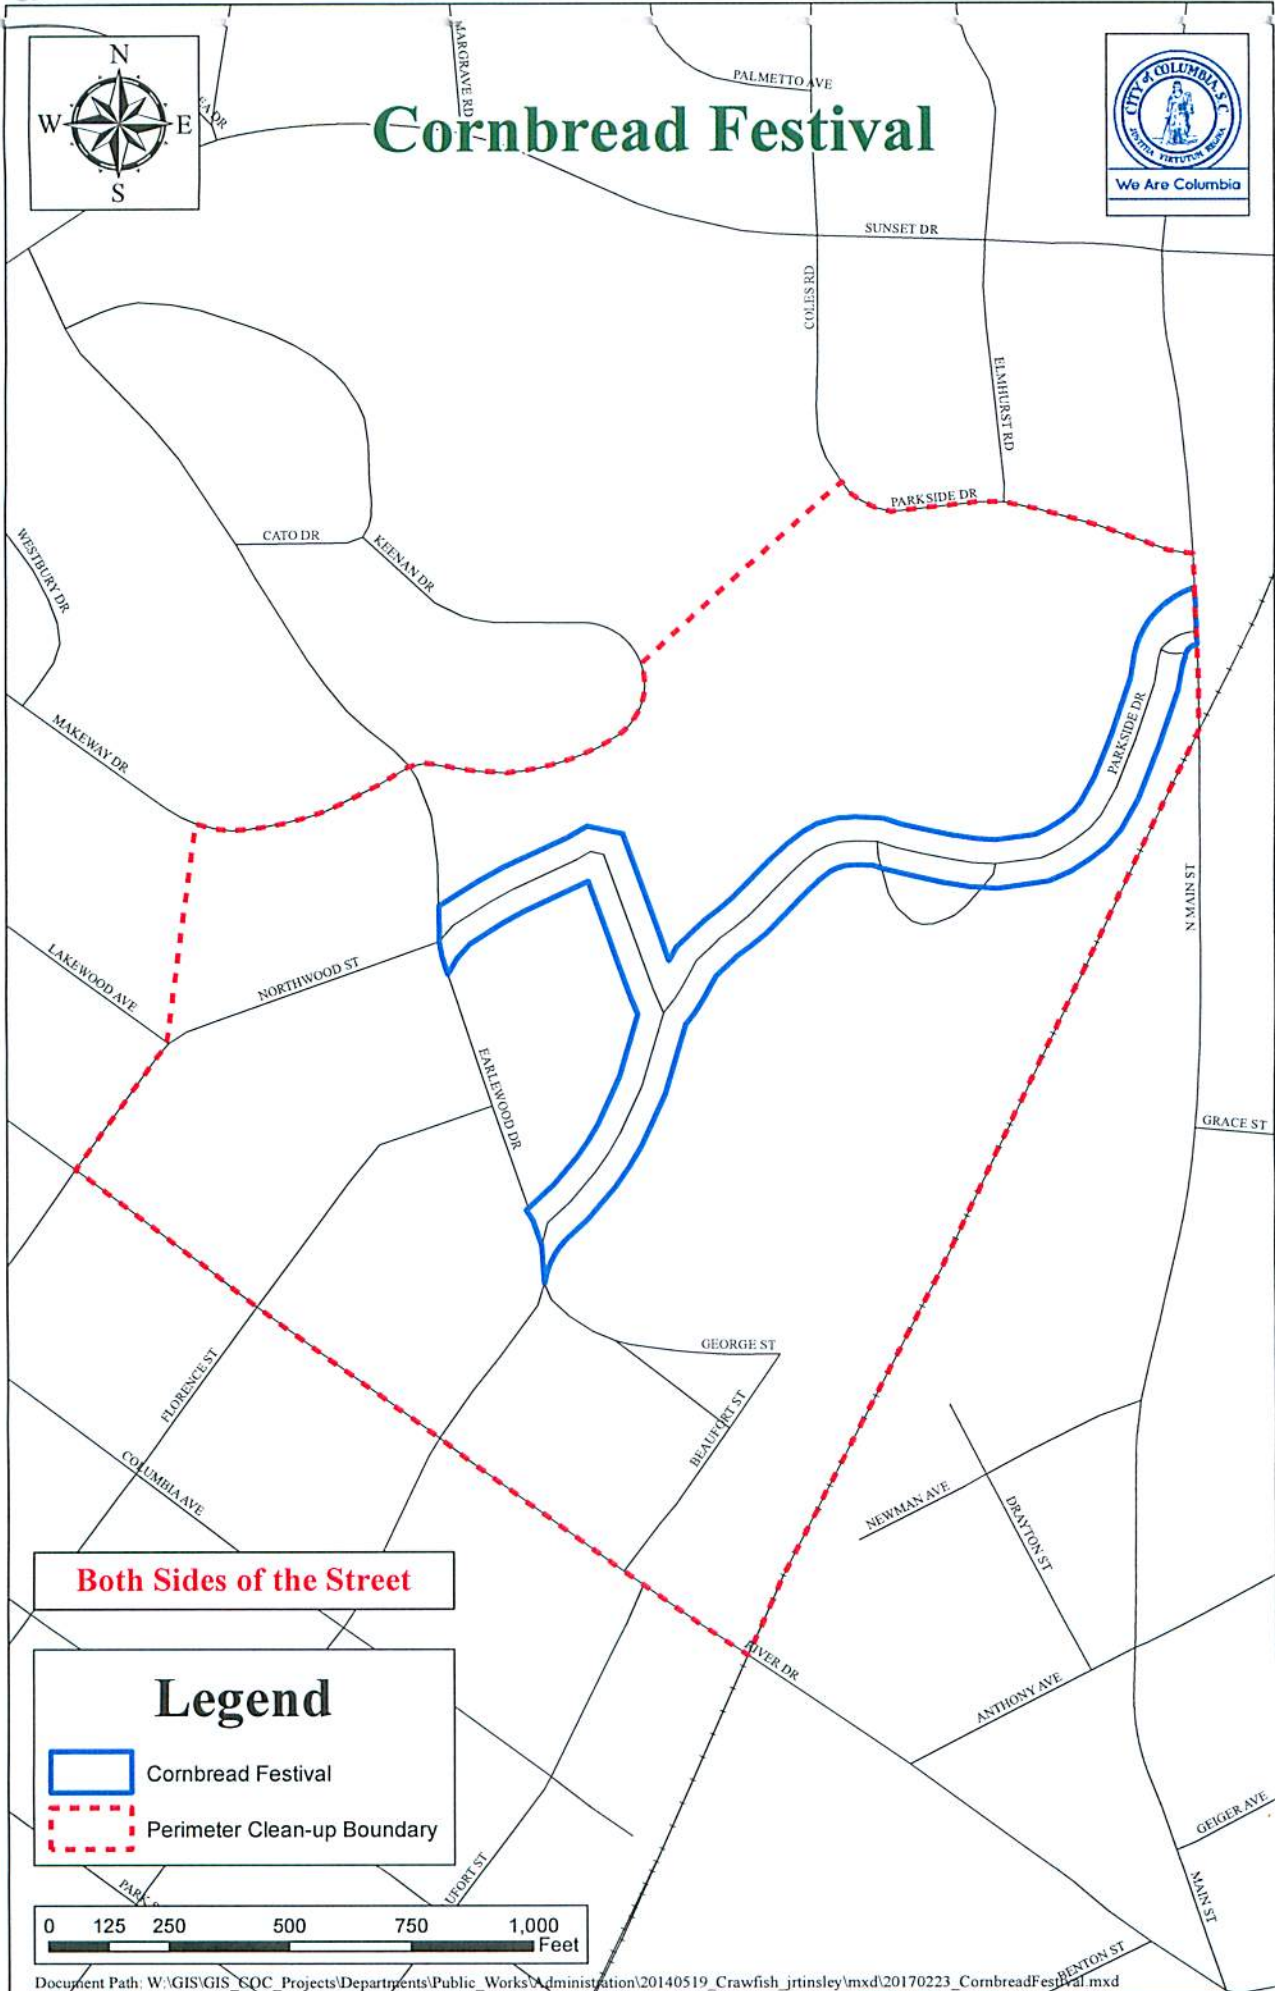 N
W
E
S
EA DR
MARGRAVE RD
PALMETTO AVE
Cornbread Festival
CITY of COLUMBIA, S.C.
JUSTITIA VIRTUTUM REGINA
We Are Columbia
SUNSET DR
COLES RD
ELMHURST RD
PARKSIDE DR
CATO DR
KEENAN DR
WESTBURY DR
MAKEWAY DR
PARKSIDE DR
N MAIN ST
LAKEWOOD AVE
NORTHWOOD ST
EARLEWOOD DR
GRACE ST
GEORGE ST
FLORENCE ST
BEAUFORT ST
COLUMBIA AVE
NEWMAN AVE
DRAYTON ST
Both Sides of the Street
RIVER DR
ANTHONY AVE
Legend
Cornbread Festival
Perimeter Clean-up Boundary
GEIGER AVE
MAIN ST
UFORT ST
PARK
BENTON ST
0 125 250 500 750 1,000
Feet
Document Path: W:\GIS\GIS_COC_Projects\Departments\Public_Works\Administration\20140519_Crawfish_jrtinsley\mxd\20170223_CornbreadFestival.mxd